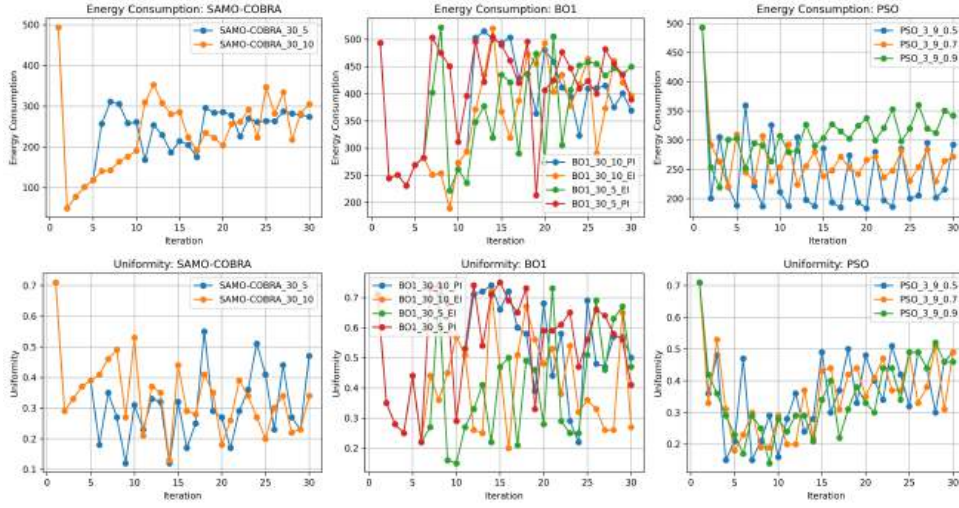 Energy Consumption: SAMO-COBRA
Energy Consumption
500
400
300
200
100
0
5
10
15
20
25
30
Iteration
SAMO-COBRA_30_5
SAMO-COBRA_30_10
Energy Consumption: BO1
Energy Consumption
500
450
400
350
300
250
200
0
5
10
15
20
25
30
Iteration
BO1_30_10_PI
BO1_30_10_EI
BO1_30_5_EI
BO1_30_5_PI
Energy Consumption: PSO
Energy Consumption
500
450
400
350
300
250
200
0
5
10
15
20
25
30
Iteration
PSO_3_9_0.5
PSO_3_9_0.7
PSO_3_9_0.9
Uniformity: SAMO-COBRA
Uniformity
0.7
0.6
0.5
0.4
0.3
0.2
0.1
0
5
10
15
20
25
30
Iteration
SAMO-COBRA_30_5
SAMO-COBRA_30_10
Uniformity: BO1
Uniformity
0.7
0.6
0.5
0.4
0.3
0.2
0
5
10
15
20
25
30
Iteration
BO1_30_10_PI
BO1_30_10_EI
BO1_30_5_EI
BO1_30_5_PI
Uniformity: PSO
Uniformity
0.7
0.6
0.5
0.4
0.3
0.2
0
5
10
15
20
25
30
Iteration
PSO_3_9_0.5
PSO_3_9_0.7
PSO_3_9_0.9